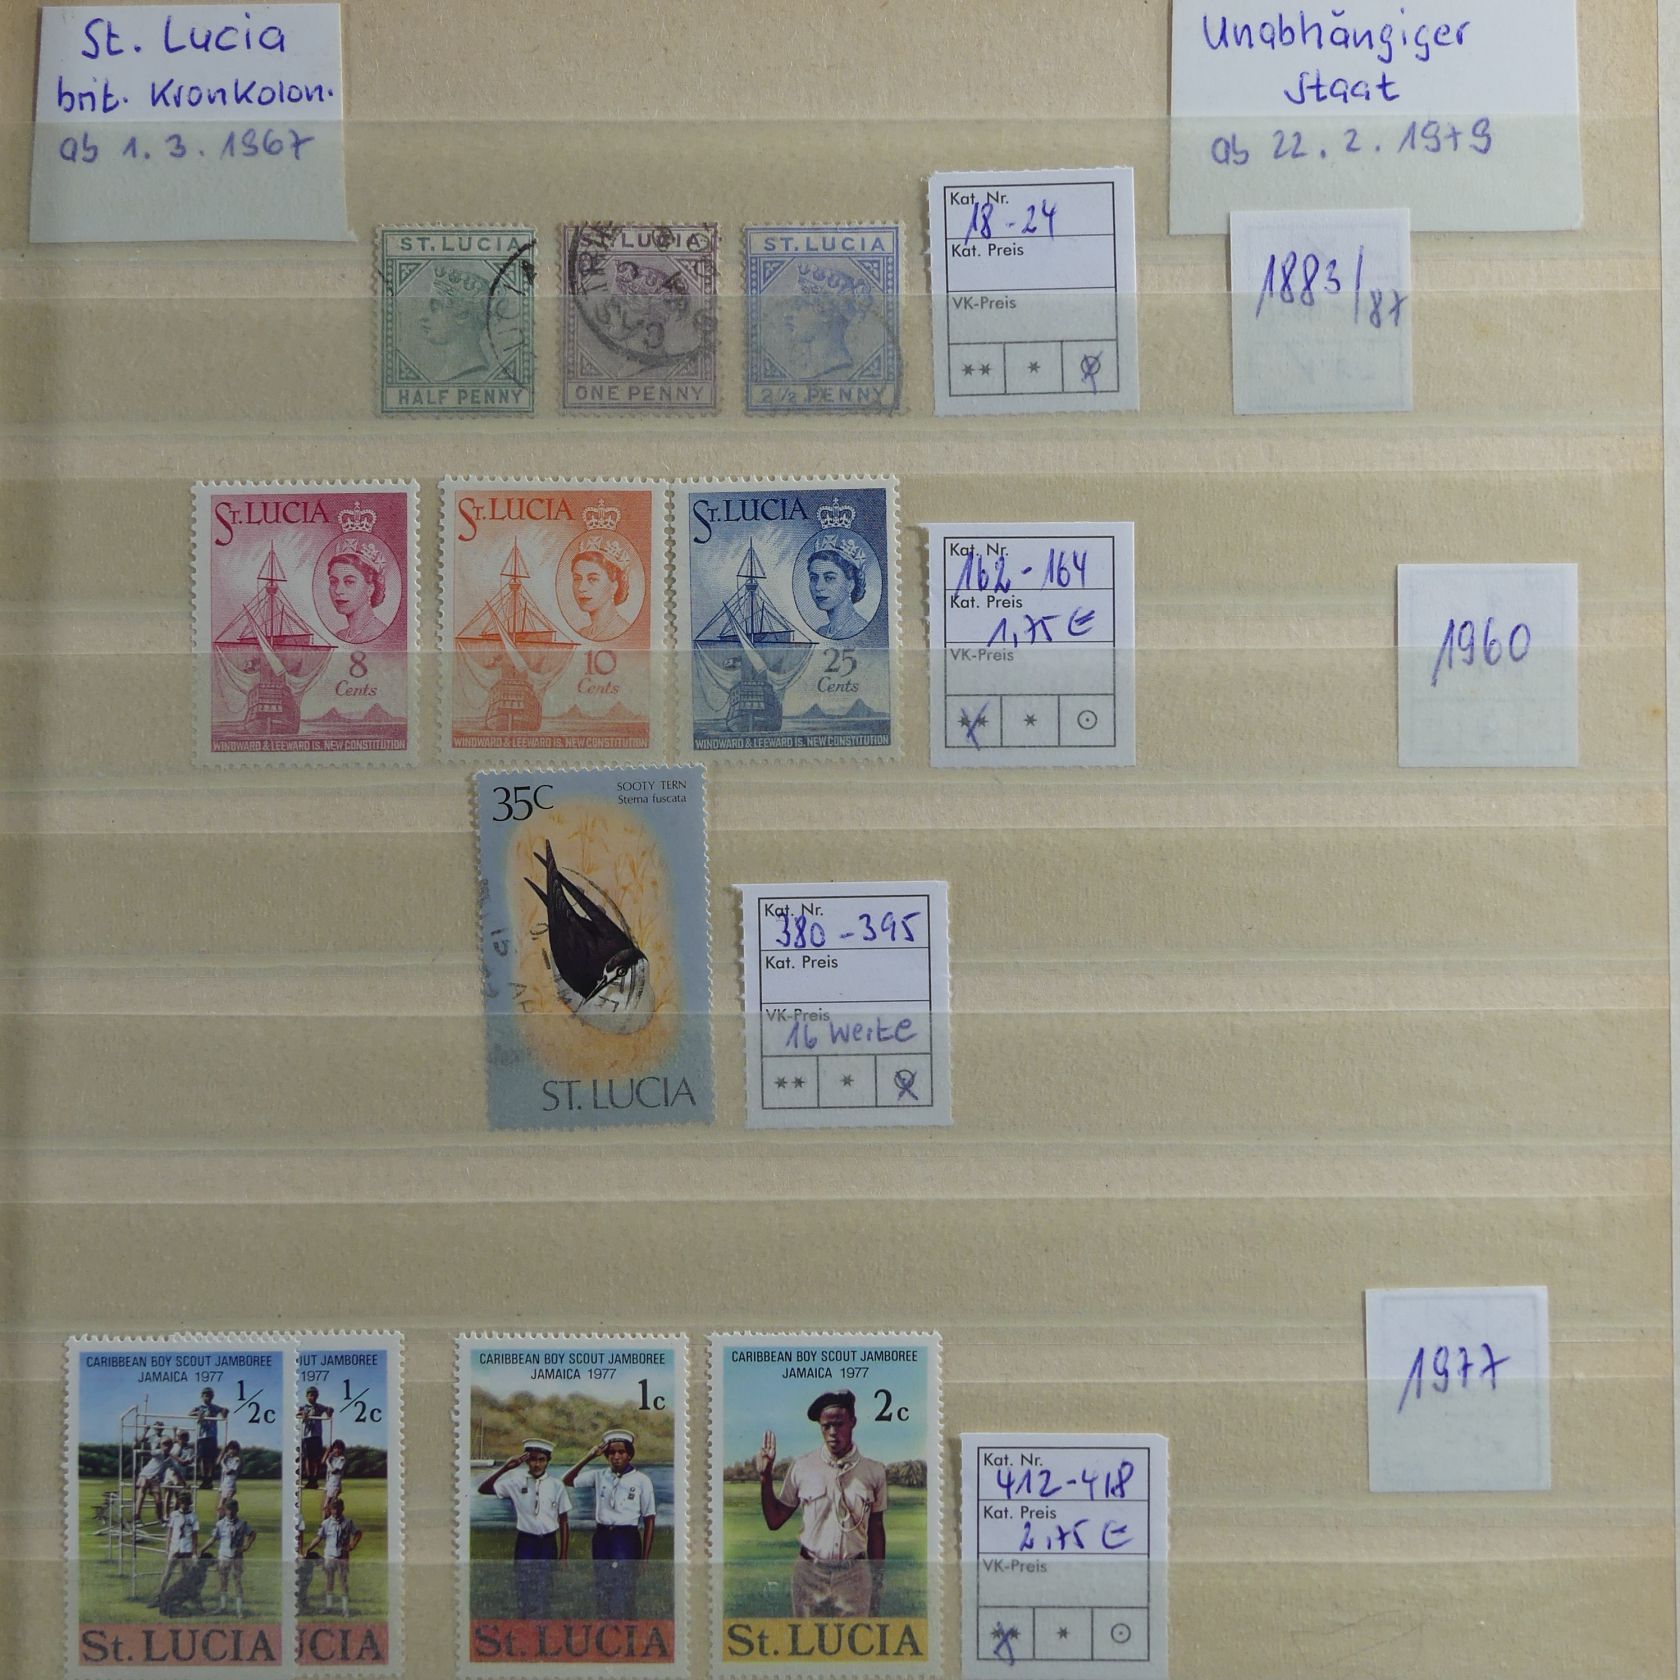 St. Lucia
brit. Kronkolon.
ab 1.3.1967
Unabhängiger
Staat
ab 22.2.1979
ST. LUCIA
HALF PENNY
ST. LUCIA
ONE PENNY
ST. LUCIA
2 1/2 PENNY
Kat. Nr.
18-24
Kat. Preis
VK-Preis
** *
1883/87
ST. LUCIA
8
Cents
WINDWARD & LEEWARD IS. NEW CONSTITUTION
ST. LUCIA
10
Cents
WINDWARD & LEEWARD IS. NEW CONSTITUTION
ST. LUCIA
25
Cents
WINDWARD & LEEWARD IS. NEW CONSTITUTION
Kat. Nr.
162-164
Kat. Preis
1,75 €
VK-Preis
** *
1960
35C
SOOTY TERN
Sterna fuscata
ST. LUCIA
Kat. Nr.
380-395
Kat. Preis
VK-Preis
16 Werte
** *
CARIBBEAN BOY SCOUT JAMBOREE
JAMAICA 1977
1/2c
St. LUCIA
OUT JAMBOREE
1977
1/2c
UCIA
CARIBBEAN BOY SCOUT JAMBOREE
JAMAICA 1977
1c
St. LUCIA
CARIBBEAN BOY SCOUT JAMBOREE
JAMAICA 1977
2c
St. LUCIA
Kat. Nr.
412-418
Kat. Preis
2,75 €
VK-Preis
** *
1977